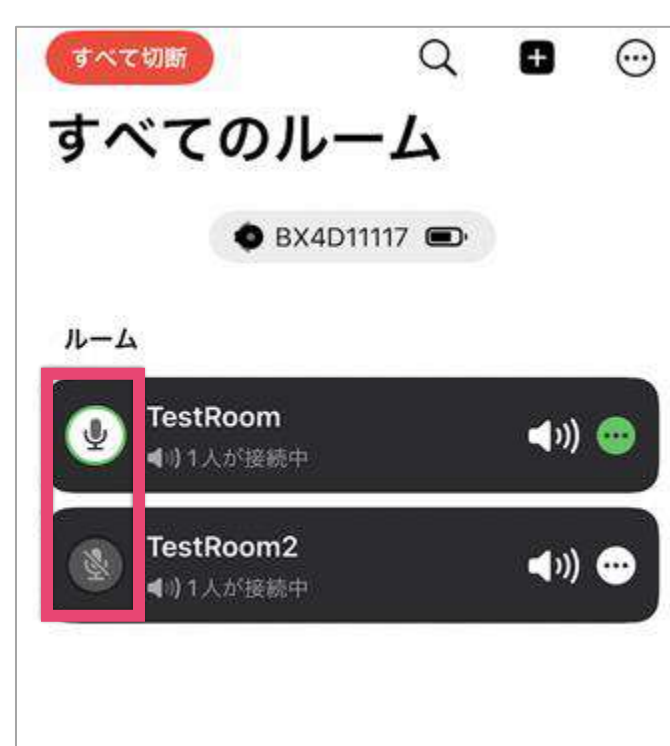 すべて切断
すべてのルーム
BX4D11117
ルーム
TestRoom
1人が接続中
TestRoom2
1人が接続中